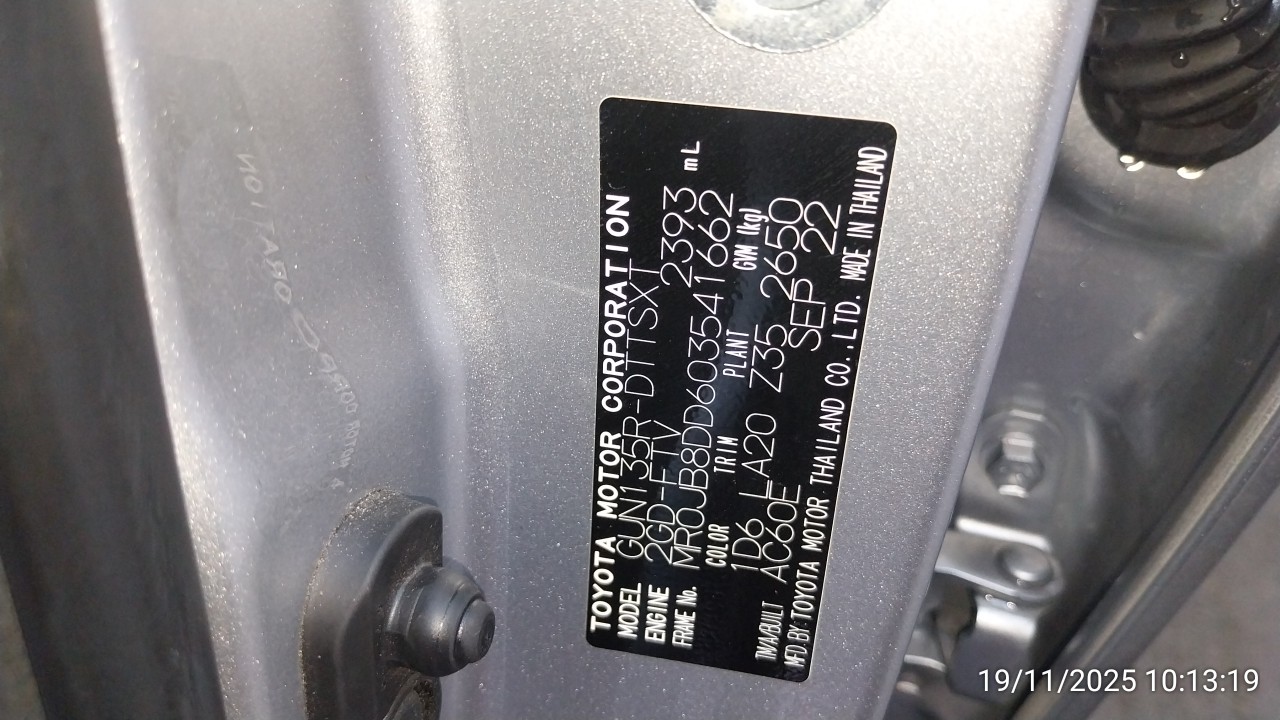 TOYOTA MOTOR CORPORATION
MODEL GUN135R-DTTSXT
ENGINE 2GD-FTV 2393 mL
FRAME No. MR0JB8DD603541662
COLOR TRIM PLANT GVM (kg)
1D6 LA20 Z35 2650
TM/A/BUILT AC60E SEP 22
MFD.BY:TOYOTA MOTOR THAILAND CO.,LTD. MADE IN THAILAND
19/11/2025 10:13:19